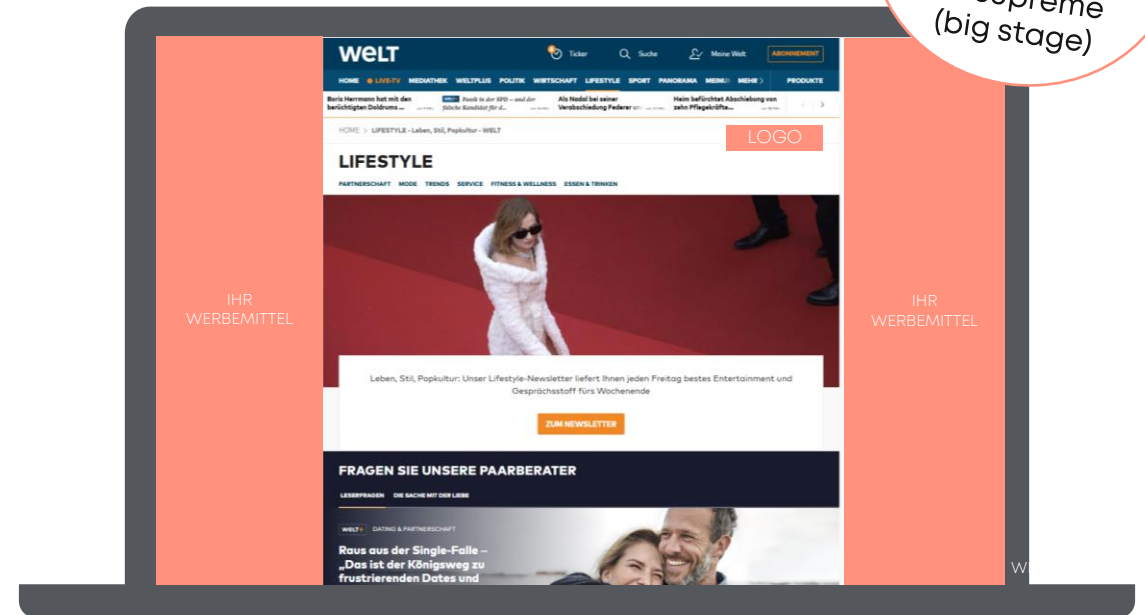 (big stage)
WELT
Ticker
Suche
Meine Welt
ABONNEMENT
HOME LIVE-TV MEDIATHEK WELTPLUS POLITIK WIRTSCHAFT LIFESTYLE SPORT PANORAMA MEHR PRODUKTE
Boris Herrmann hat mit den
berüchtigten Doldrums ...
Panik in der SPD – und der
falsche Kandidat für d...
Als Nadal bei seiner
Verabschiedung Federer
Heim befürchtet Abschiebung von
zehn Pflegekräfte...
HOME > LIFESTYLE - Leben, Stil, Popkultur - WELT
LOGO
LIFESTYLE
PARTNERSCHAFT MODE TRENDS SERVICE FITNESS & WELLNESS ESSEN & TRINKEN
IHR
WERBEMITTEL
IHR
WERBEMITTEL
Leben, Stil, Popkultur: Unser Lifestyle-Newsletter liefert Ihnen jeden Freitag bestes Entertainment und
Gesprächsstoff fürs Wochenende
ZUM NEWSLETTER
FRAGEN SIE UNSERE PAARBERATER
LESERFRAGEN DIE SACHE MIT DER LIEBE
WELT+ DATING & PARTNERSCHAFT
Raus aus der Single-Falle –
„Das ist der Königsweg zu
frustrierenden Dates und